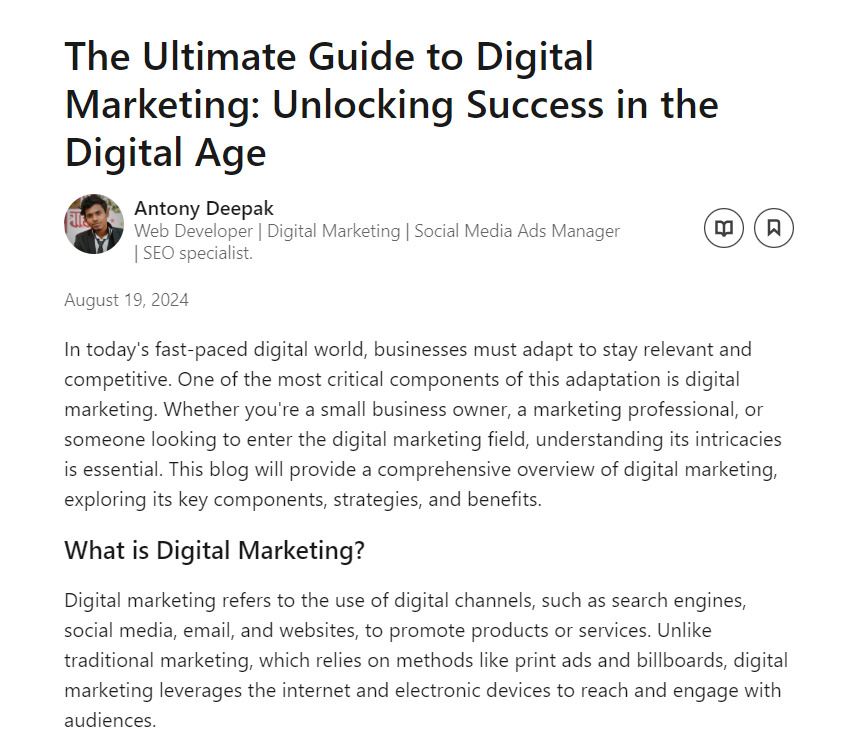 The Ultimate Guide to Digital
Marketing: Unlocking Success in the
Digital Age
Antony Deepak
Web Developer | Digital Marketing | Social Media Ads Manager
| SEO specialist.
August 19, 2024
In today's fast-paced digital world, businesses must adapt to stay relevant and
competitive. One of the most critical components of this adaptation is digital
marketing. Whether you're a small business owner, a marketing professional, or
someone looking to enter the digital marketing field, understanding its intricacies
is essential. This blog will provide a comprehensive overview of digital marketing,
exploring its key components, strategies, and benefits.
What is Digital Marketing?
Digital marketing refers to the use of digital channels, such as search engines,
social media, email, and websites, to promote products or services. Unlike
traditional marketing, which relies on methods like print ads and billboards, digital
marketing leverages the internet and electronic devices to reach and engage with
audiences.